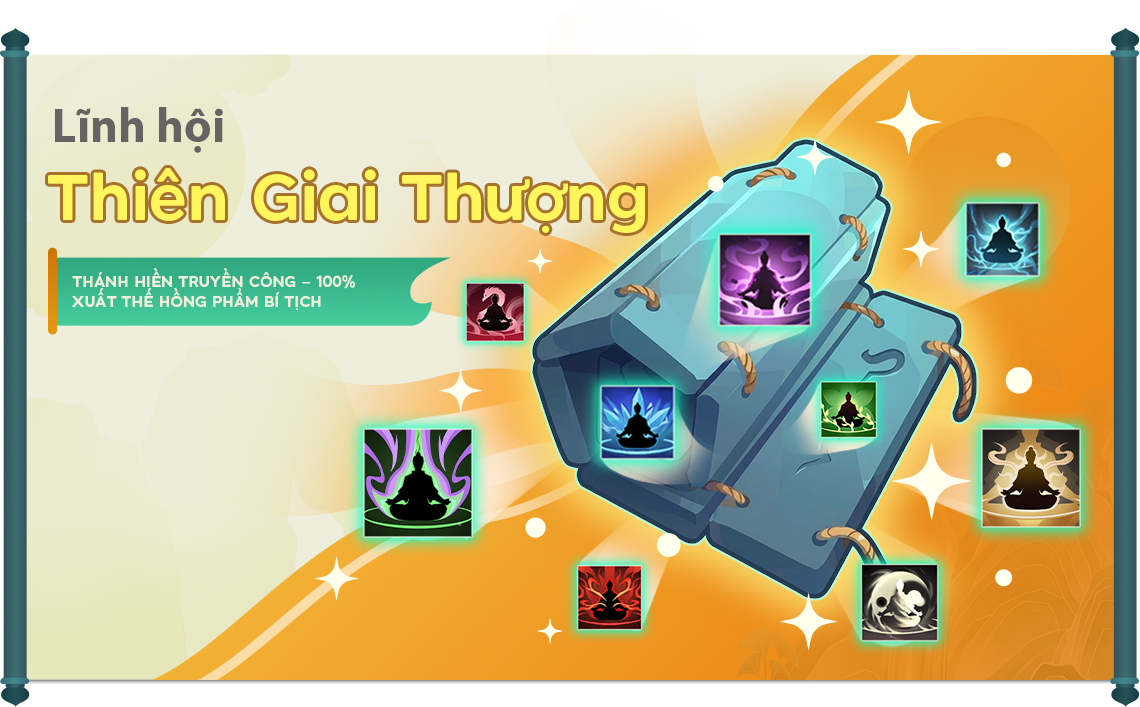 Lĩnh hội
Thiên Giai Thượng
THÁNH HIỀN TRUYỀN CÔNG – 100%
XUẤT THẾ HỒNG PHẨM BÍ TỊCH